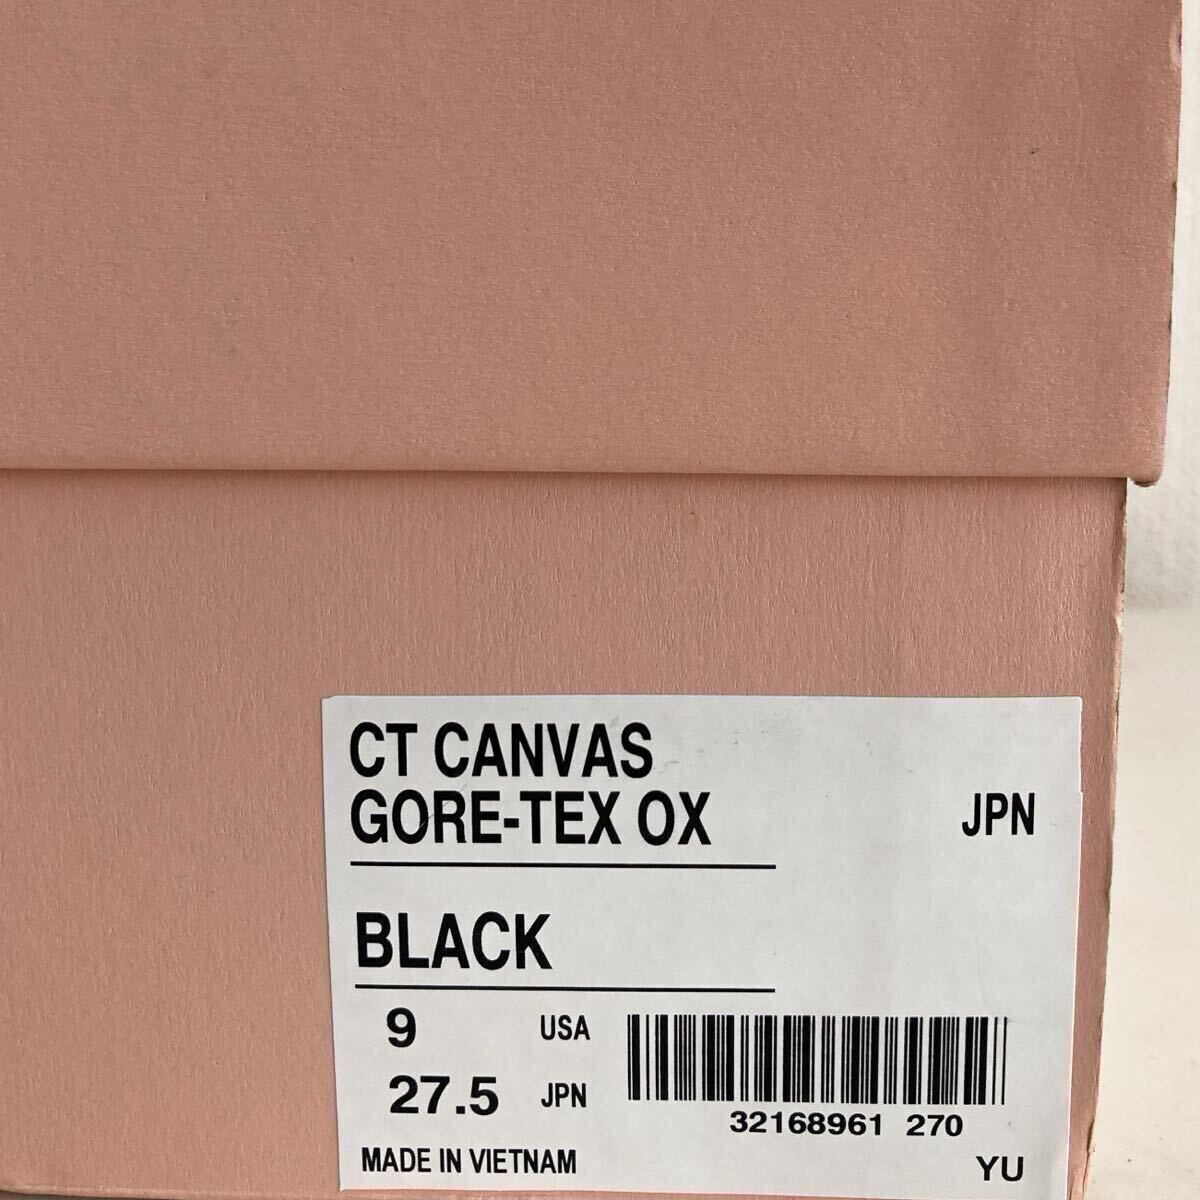 CT CANVAS
GORE-TEX OX
JPN
BLACK
9 USA
27.5 JPN
32168961 270
MADE IN VIETNAM
YU